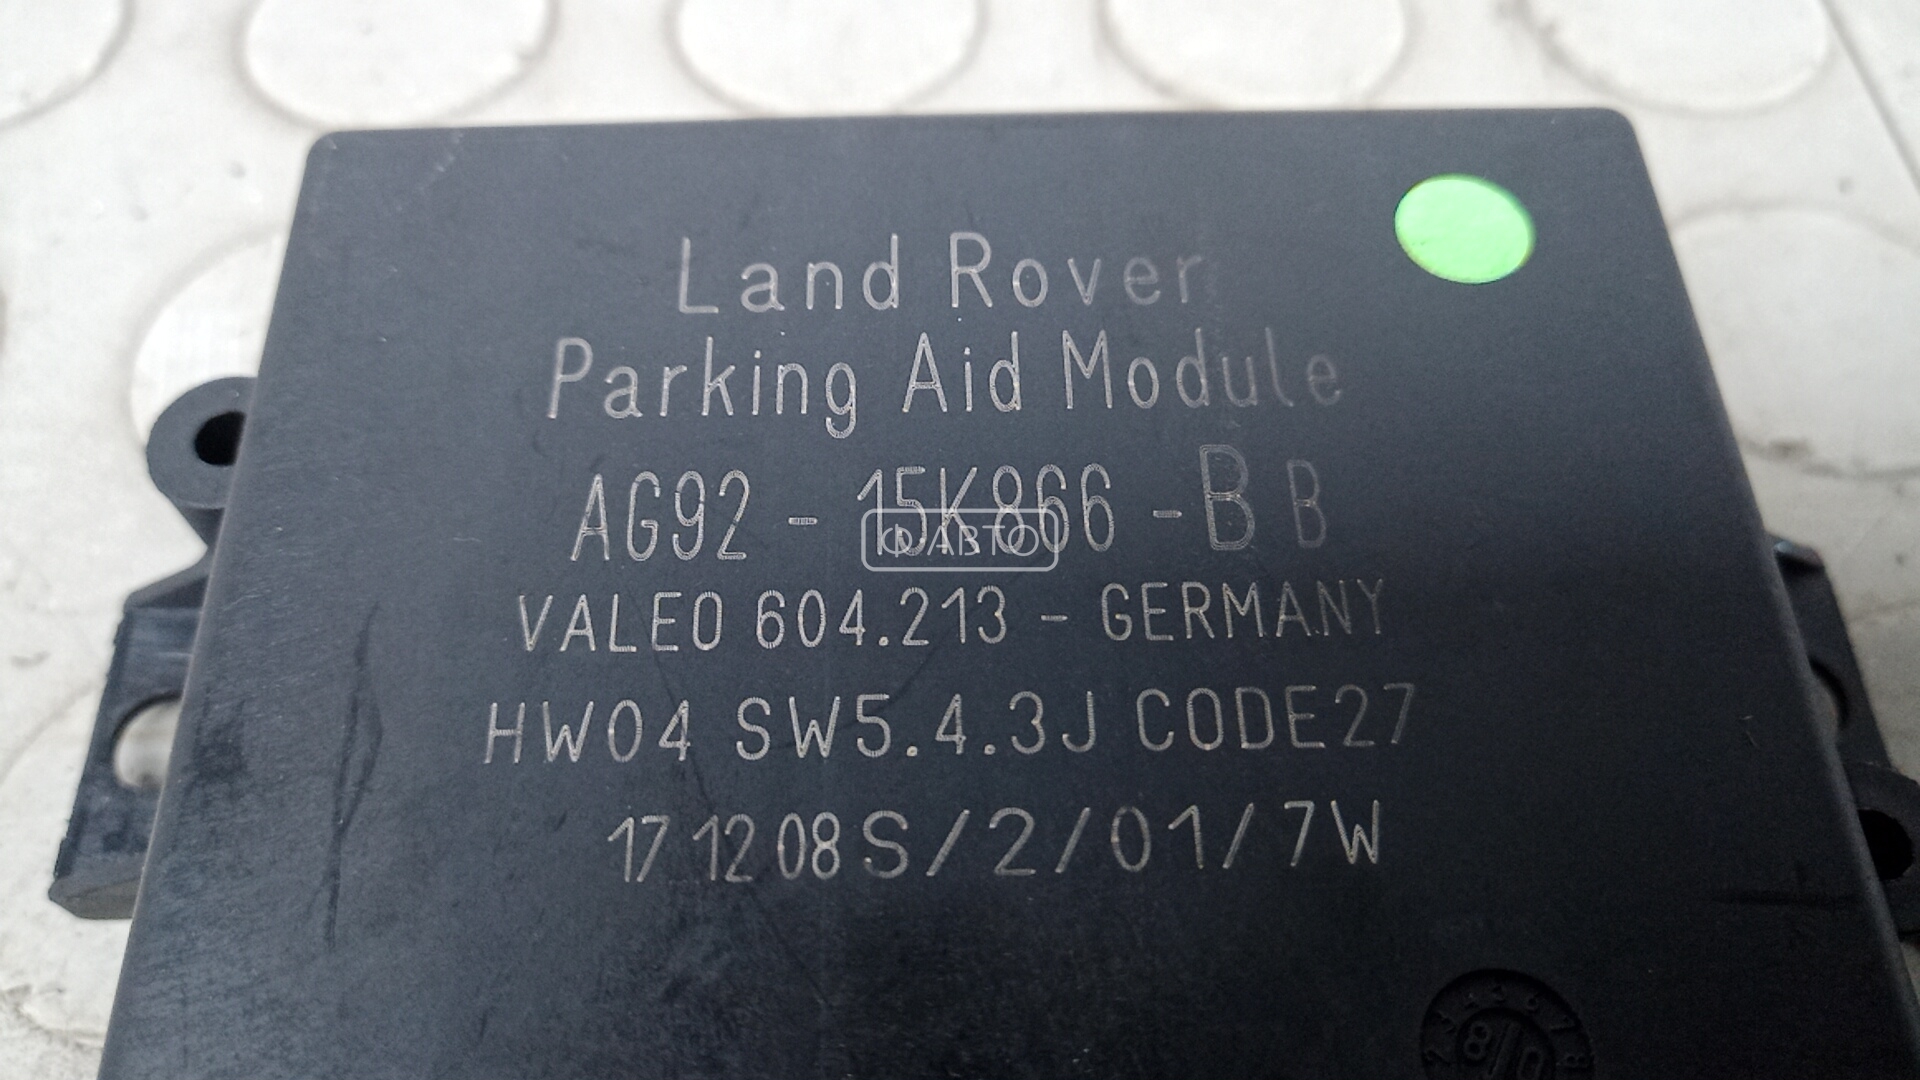 Land Rover
Parking Aid Module
AG92 - 15K866 - B B
Ф-АВТО
VALEO 604.213 - GERMANY
HW04 SW5.4.3J CODE27
17 12 08 S/2/01/7W